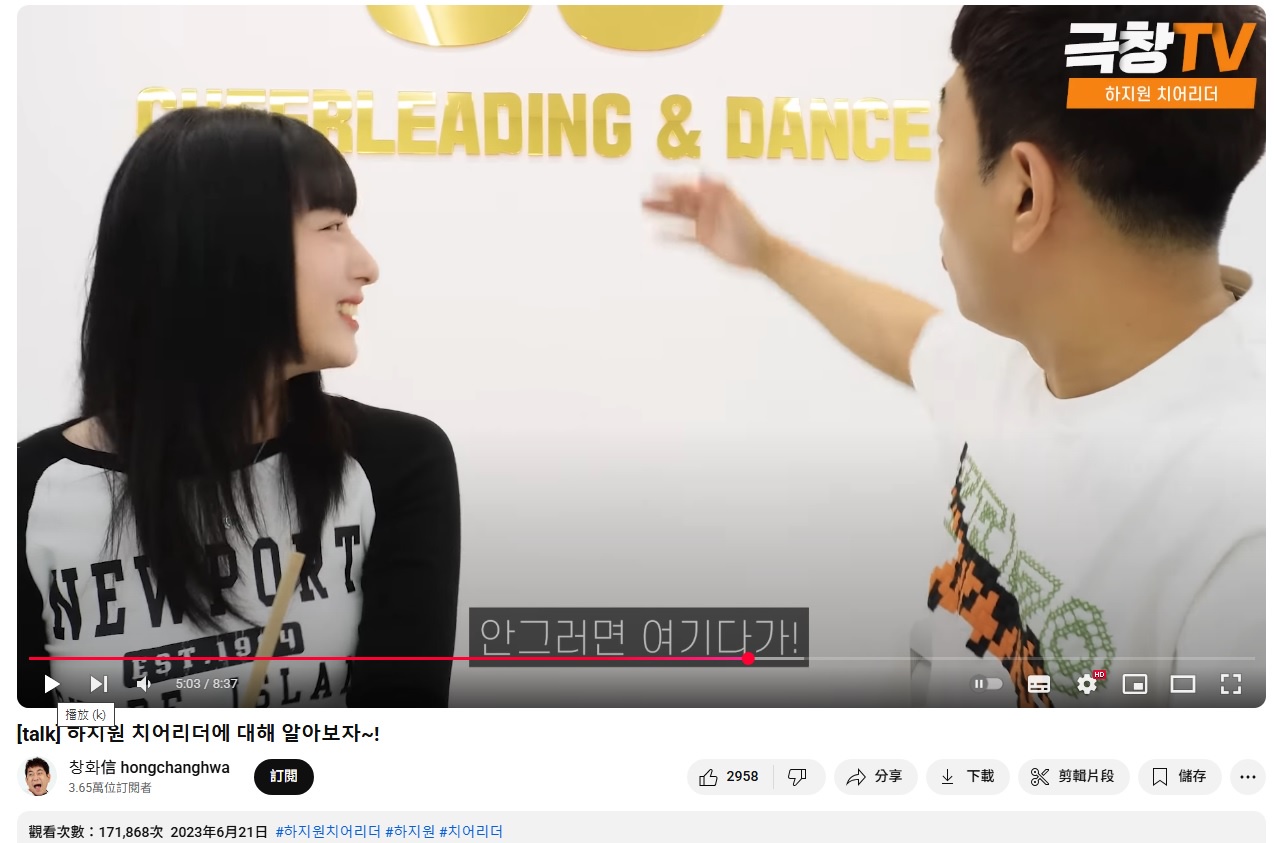 극창TV
하지원 치어리더
CHEERLEADING & DANCE
NEWPORT
EST.1994
안그러면 여기다가!
5:03 / 8:37
HD
播放 (k)
[talk] 하지원 치어리더에 대해 알아보자~!
창화信 hongchanghwa
3.65萬位訂閱者
訂閱
2958
分享
下載
剪輯片段
儲存
觀看次數：171,868次 2023年6月21日 #하지원치어리더 #하지원 #치어리더